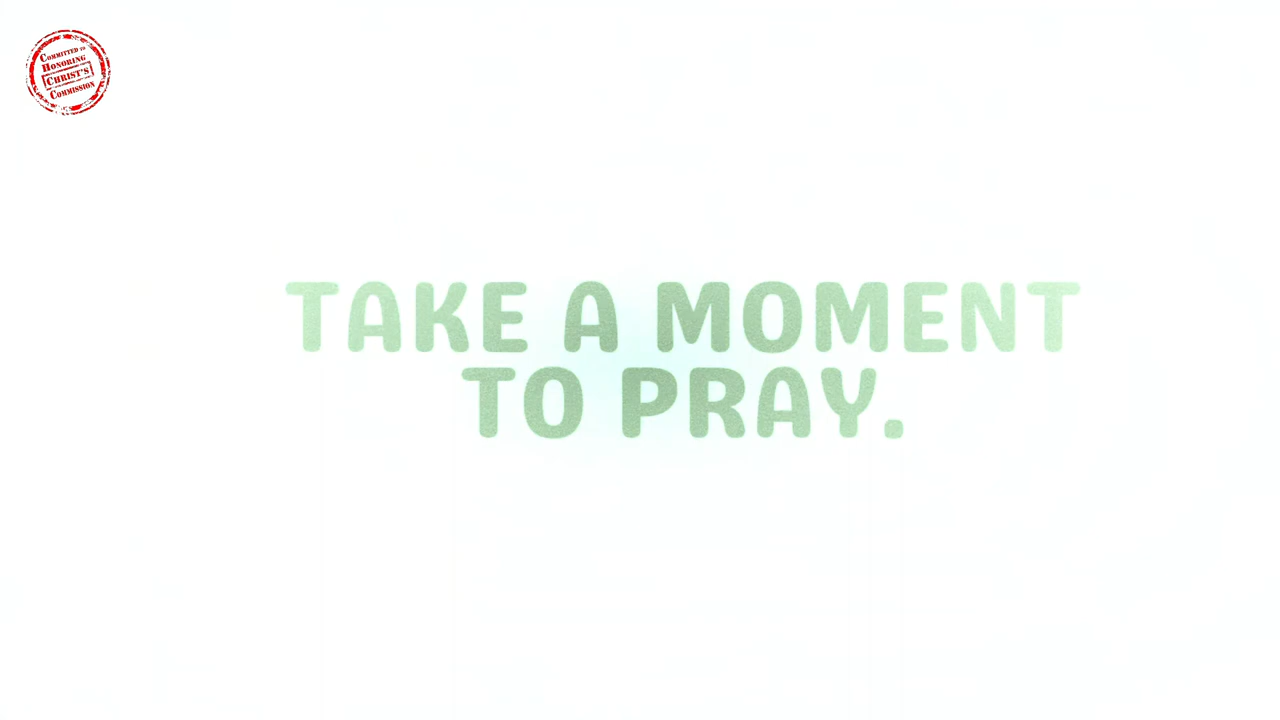 COMMITTED TO
HONORING
CHRIST'S
COMMISSION
TAKE A MOMENT
TO PRAY.